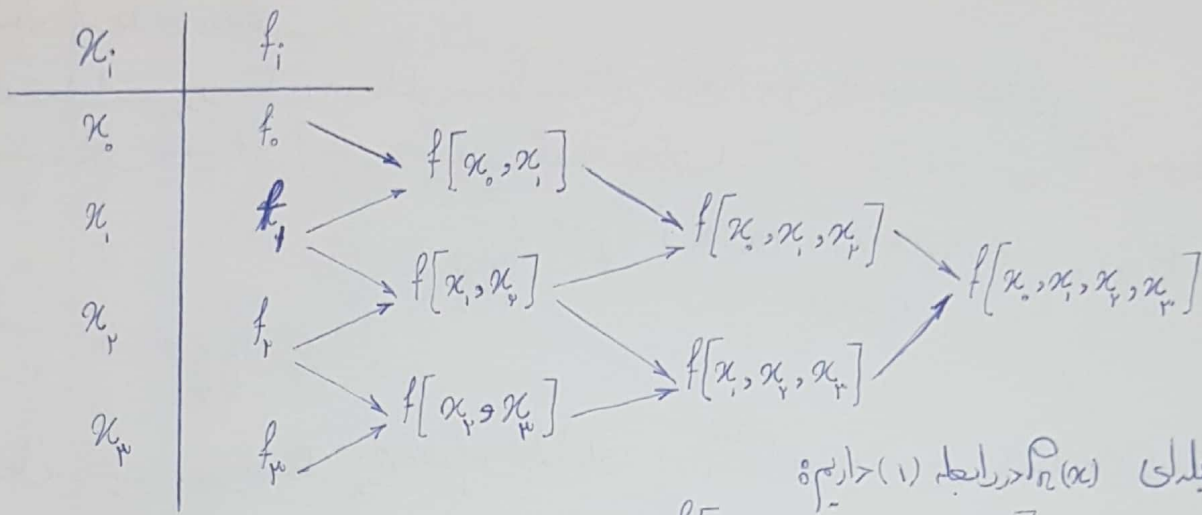 xᵢ fᵢ
x₀ f₀
f[x₀, x₁]
x₁ f₁
f[x₀, x₁, x₂]
f[x₁, x₂] f[x₀, x₁, x₂, x₃]
x₂ f₂
f[x₁, x₂, x₃]
f[x₂, x₃]
x₃ f₃
ای Pₙ(x) در رابطه (۱) داریم: